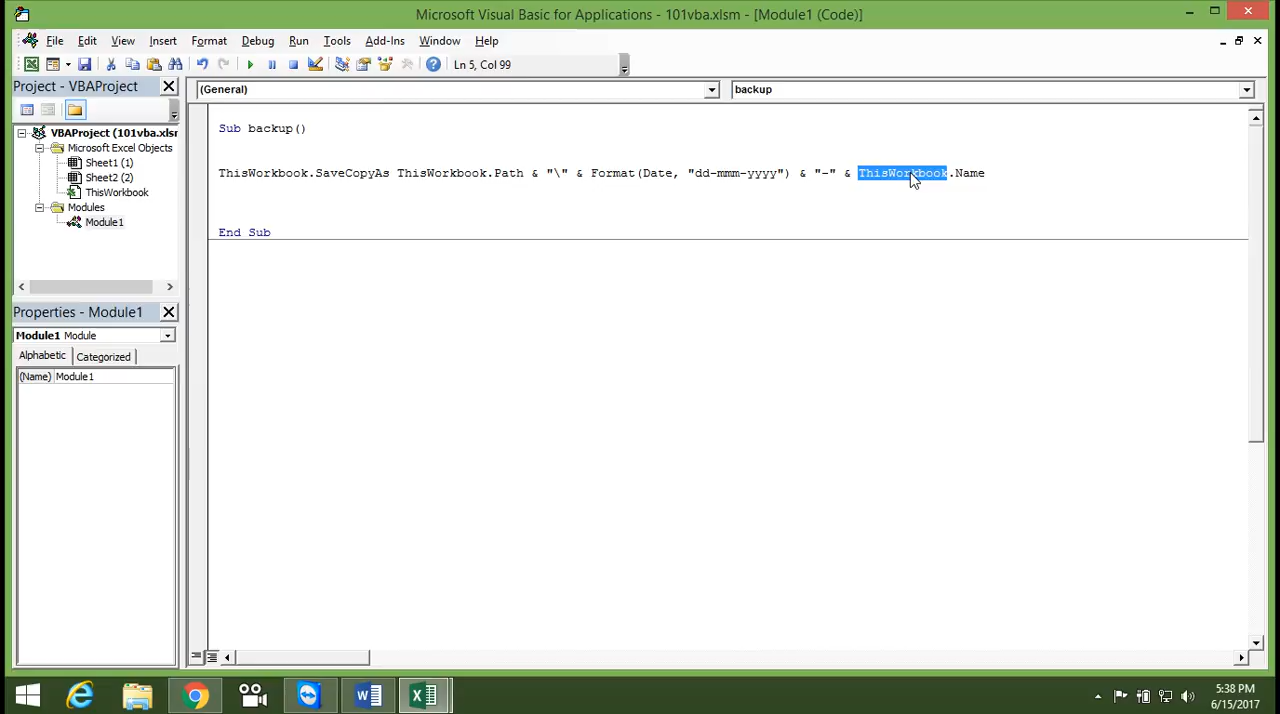 Microsoft Visual Basic for Applications - 101vba.xlsm - [Module1 (Code)]
File Edit View Insert Format Debug Run Tools Add-Ins Window Help
Ln 5, Col 99
Project - VBAProject
(General) backup
VBAProject (101vba.xlsm
Microsoft Excel Objects
Sheet1 (1)
Sheet2 (2)
ThisWorkbook
Modules
Module1
Sub backup()
ThisWorkbook.SaveCopyAs ThisWorkbook.Path & "\" & Format(Date, "dd-mmm-yyyy") & "-" & ThisWorkbook.Name
End Sub
Properties - Module1
Module1 Module
Alphabetic Categorized
(Name) Module1
5:38 PM
6/15/2017